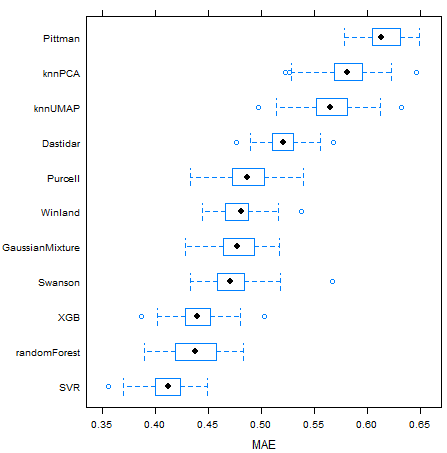 Pittman
knnPCA
knnUMAP
Dastidar
Purcell
Winland
GaussianMixture
Swanson
XGB
randomForest
SVR
0.35 0.40 0.45 0.50 0.55 0.60 0.65
MAE